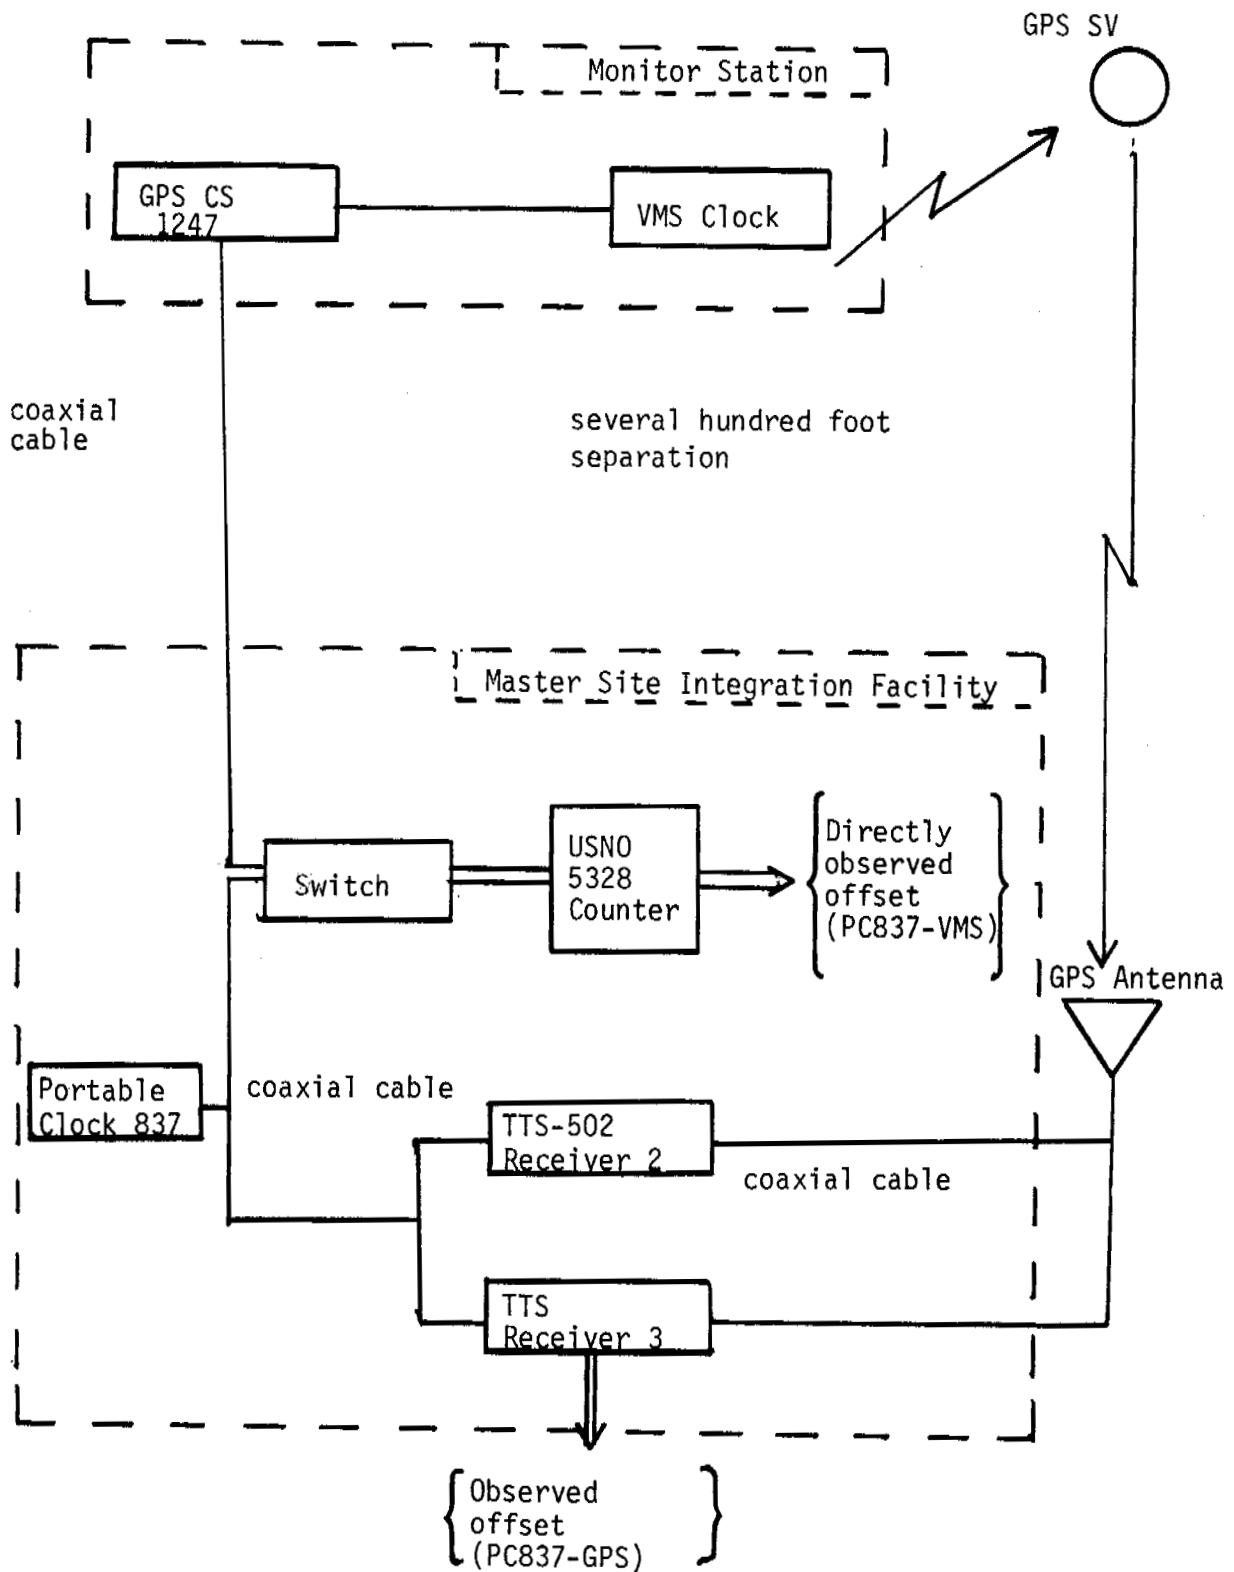 GPS SV
Monitor Station
GPS CS
1247
VMS Clock
coaxial
cable
several hundred foot
separation
Master Site Integration Facility
Switch
USNO
5328
Counter
Directly
observed
offset
(PC837-VMS)
GPS Antenna
Portable
Clock 837
coaxial cable
TTS-502
Receiver 2
coaxial cable
TTS
Receiver 3
Observed
offset
(PC837-GPS)